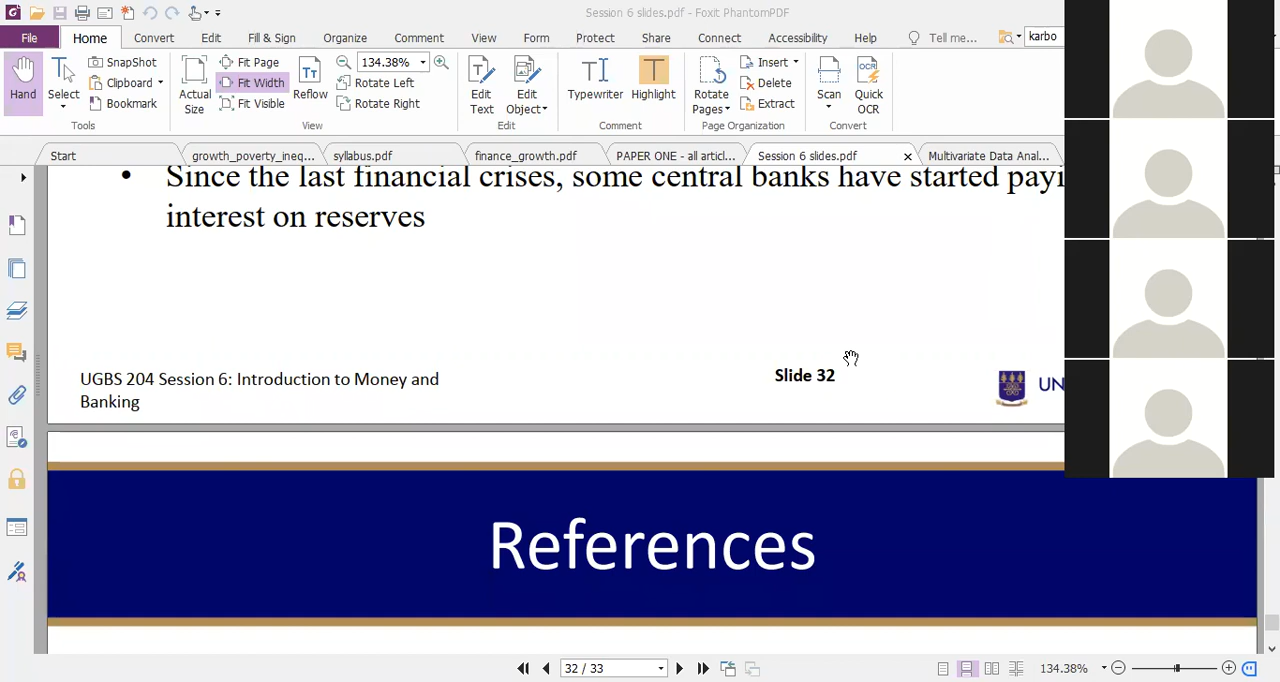 Session 6 slides.pdf - Foxit PhantomPDF
File Home Convert Edit Fill & Sign Organize Comment View Form Protect Share Connect Accessibility Help Tell me... karbo
Hand
Select
SnapShot
Clipboard
Bookmark
Tools
Actual Size
Fit Page
Fit Width
Fit Visible
Reflow
134.38%
Rotate Left
Rotate Right
View
Edit Text
Edit Object
Edit
Typewriter
Highlight
Comment
Rotate Pages
Insert
Delete
Extract
Page Organization
Scan
Quick OCR
Convert
Start growth_poverty_ineq... syllabus.pdf finance_growth.pdf PAPER ONE - all articl... Session 6 slides.pdf Multivariate Data Anal...
• Since the last financial crises, some central banks have started payi
interest on reserves
UGBS 204 Session 6: Introduction to Money and
Banking
Slide 32
UN
References
32 / 33
134.38%